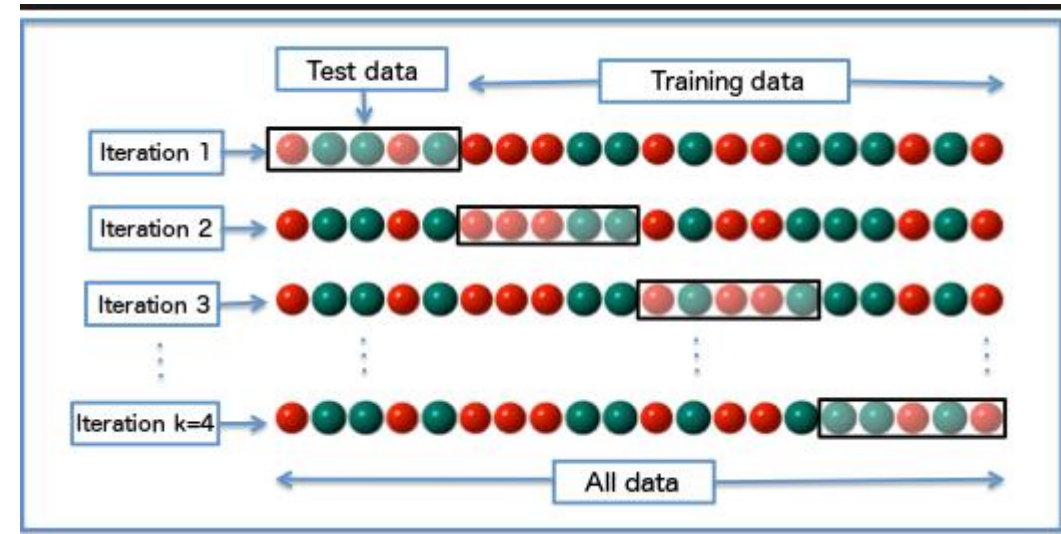 Test data
Training data
Iteration 1
Iteration 2
Iteration 3
Iteration k=4
All data